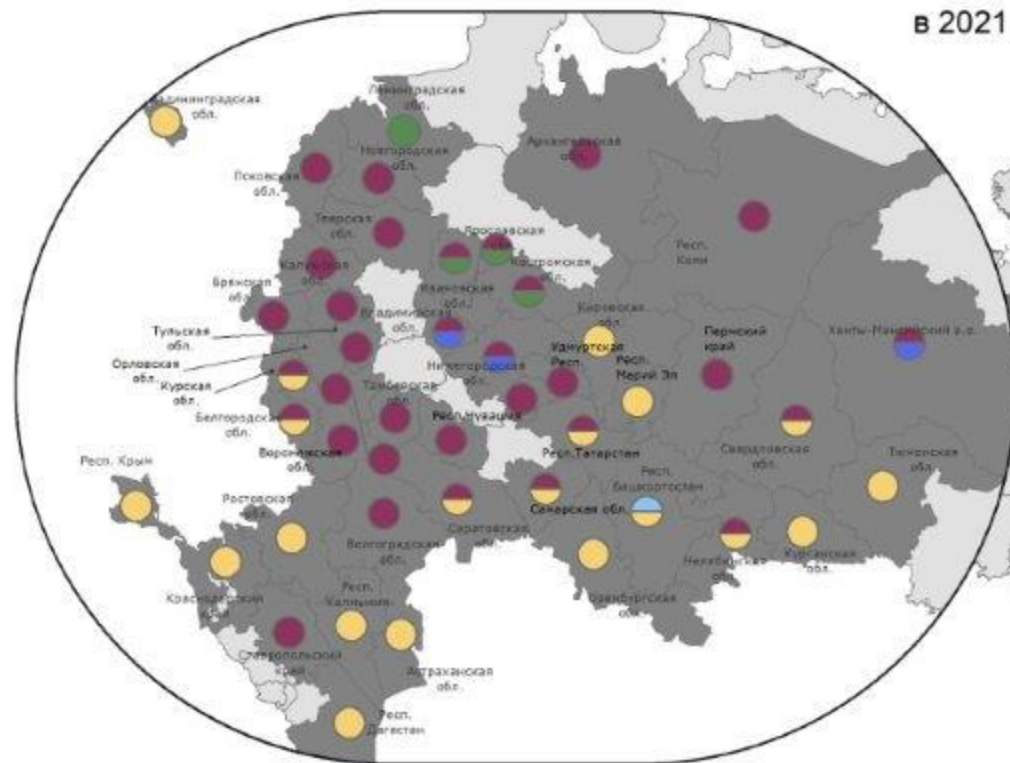 в 2021
Ленинградская
обл.
обл.
Новгородская
обл.
Архангельская
обл.
Псковская
обл.
Тверская
обл.
Ярославская
Респ.
Коми
Костромская
обл.
Калужская
обл.
Брянская
обл.
Ивановская
обл.
Владимирская
обл.
Кировская
обл.
Тульская
обл.
Пермский
край
Ханты-Мансийский а.о.
Орловская
обл.
Нижегородская
обл.
Удмуртская
Респ.
Респ.
Марий Эл
Курская
обл.
Тамбовская
обл.
Белгородская
обл.
Респ.Чувашия
Воронежская
обл.
Респ.Татарстан
Свердловская
обл.
Тюменская
обл.
Респ. Крым
Респ.
Башкортостан
Ростовская
обл.
Самарская обл.
Саратовская
обл.
Волгоградская
обл.
Челябинская
обл.
Курганская
обл.
Краснодарский
край
Респ.
Калмыкия
Оренбургская
обл.
Ставропольский
край
Астраханская
обл.
Респ.
Дагестан